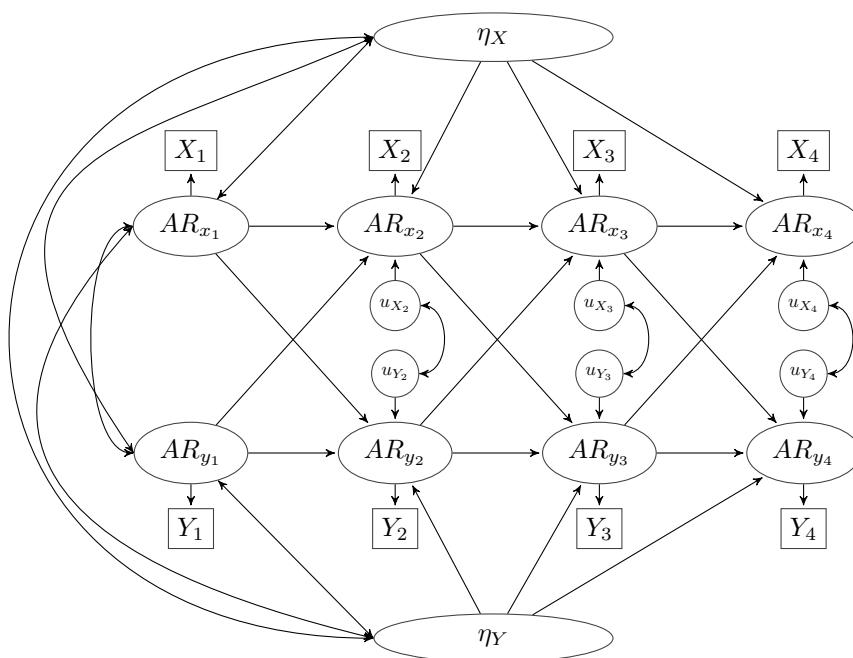 η_X
X_1 X_2 X_3 X_4
AR_{x_1} AR_{x_2} AR_{x_3} AR_{x_4}
u_{X_2} u_{X_3} u_{X_4}
u_{Y_2} u_{Y_3} u_{Y_4}
AR_{y_1} AR_{y_2} AR_{y_3} AR_{y_4}
Y_1 Y_2 Y_3 Y_4
η_Y